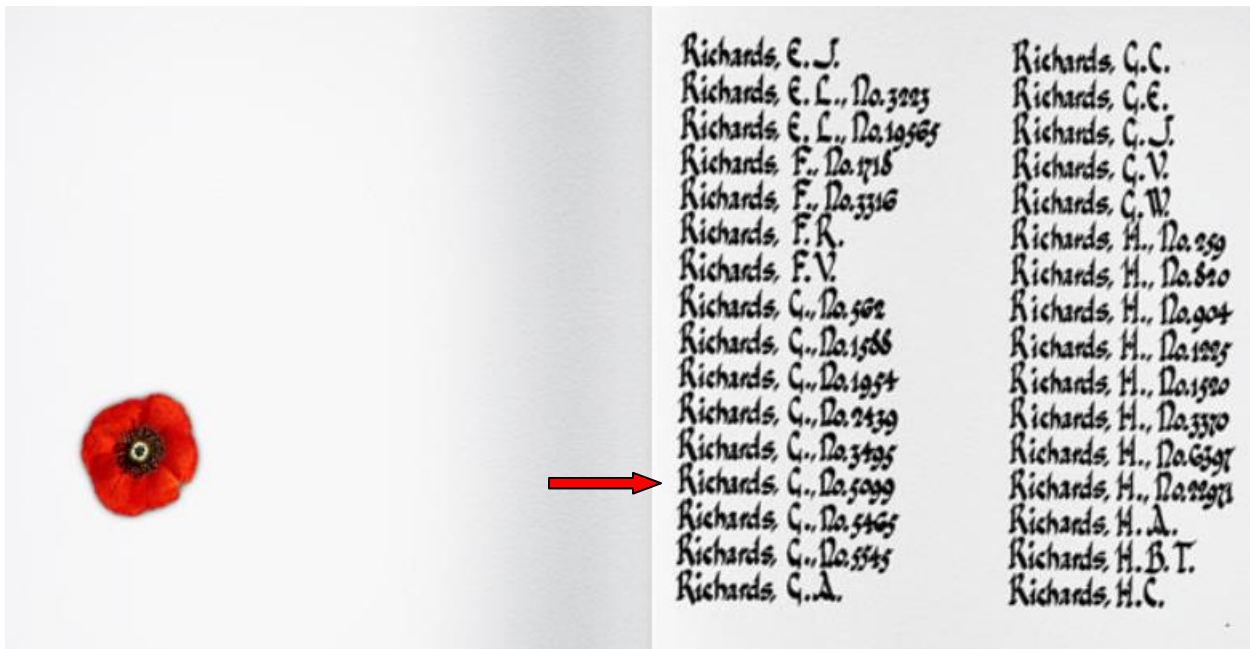 Richards, E. J.
Richards, E. L., No. 3223
Richards, E. L., No. 19565
Richards, F., No. 1718
Richards, F., No. 3316
Richards, F. R.
Richards, F. V.
Richards, G., No. 562
Richards, G., No. 1588
Richards, G., No. 1954
Richards, G., No. 2439
Richards, G., No. 3495
Richards, G., No. 5099
Richards, G., No. 5465
Richards, G., No. 5545
Richards, G. A.
Richards, G. C.
Richards, G. E.
Richards, G. J.
Richards, G. V.
Richards, G. W.
Richards, H., No. 259
Richards, H., No. 820
Richards, H., No. 904
Richards, H., No. 1225
Richards, H., No. 1520
Richards, H., No. 3370
Richards, H., No. 6397
Richards, H., No. 22971
Richards, H. A.
Richards, H. B. T.
Richards, H. C.